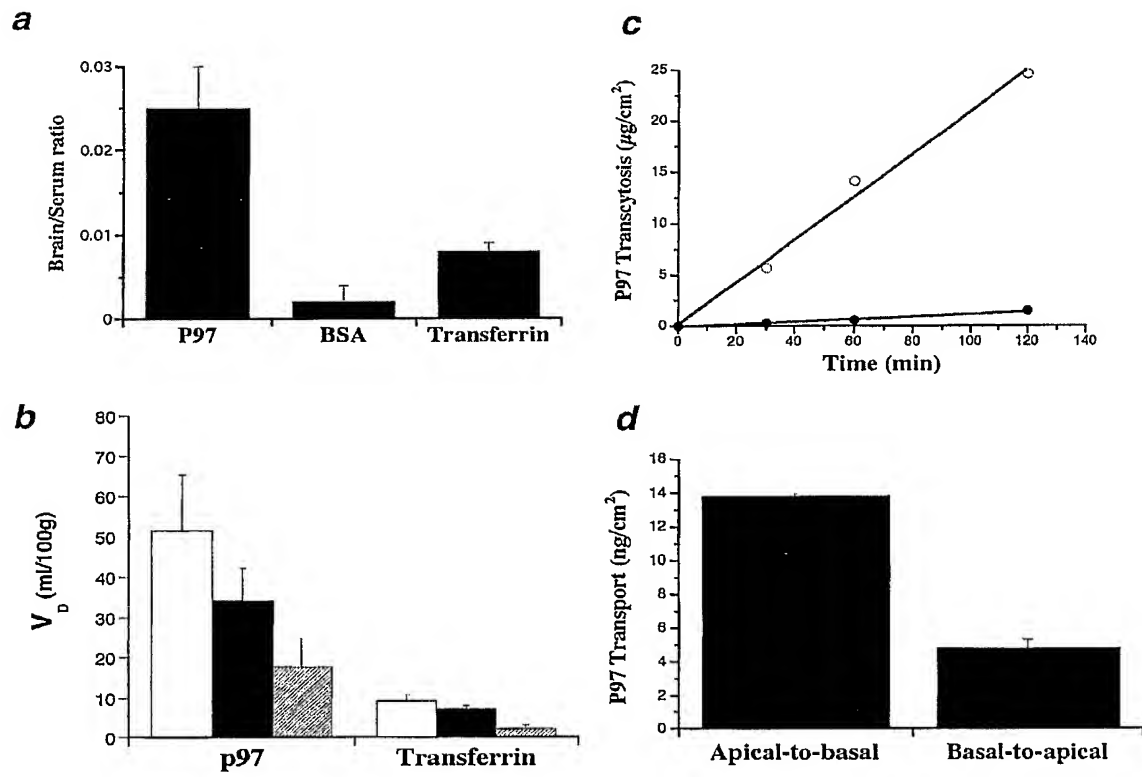 a
Brain/Serum ratio
0.03
0.02
0.01
0
P97 BSA Transferrin
b
V_D (ml/100g)
80
70
60
50
40
30
20
10
0
p97 Transferrin
c
P97 Transcytosis (µg/cm²)
25
20
15
10
5
0
0 20 40 60 80 100 120 140
Time (min)
d
P97 Transport (ng/cm²)
16
14
12
10
8
6
4
2
0
Apical-to-basal Basal-to-apical